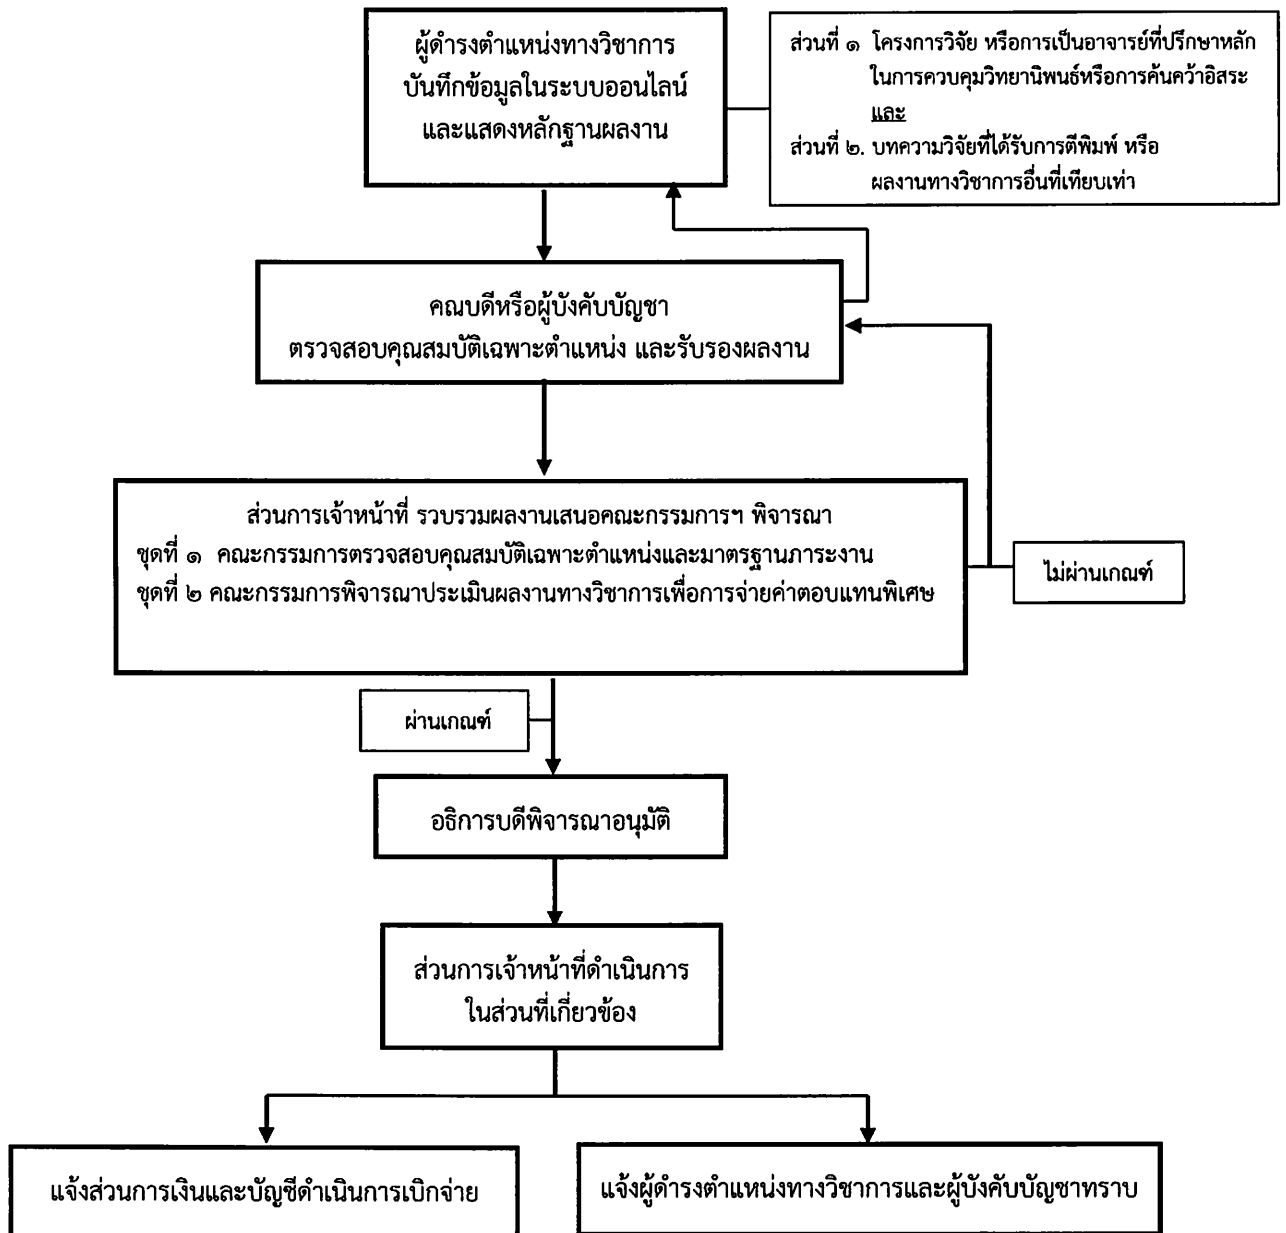 ผู้ดำรงตำแหน่งทางวิชาการ
บันทึกข้อมูลในระบบออนไลน์
และแสดงหลักฐานผลงาน
ส่วนที่ ๑ โครงการวิจัย หรือการเป็นอาจารย์ที่ปรึกษาหลัก
ในการควบคุมวิทยานิพนธ์หรือการค้นคว้าอิสระ
และ
ส่วนที่ ๒. บทความวิจัยที่ได้รับการตีพิมพ์ หรือ
ผลงานทางวิชาการอื่นที่เทียบเท่า
คณบดีหรือผู้บังคับบัญชา
ตรวจสอบคุณสมบัติเฉพาะตำแหน่ง และรับรองผลงาน
ส่วนการเจ้าหน้าที่ รวบรวมผลงานเสนอคณะกรรมการฯ พิจารณา
ชุดที่ ๑ คณะกรรมการตรวจสอบคุณสมบัติเฉพาะตำแหน่งและมาตรฐานภาระงาน
ชุดที่ ๒ คณะกรรมการพิจารณาประเมินผลงานทางวิชาการเพื่อการจ่ายค่าตอบแทนพิเศษ
ไม่ผ่านเกณฑ์
ผ่านเกณฑ์
อธิการบดีพิจารณาอนุมัติ
ส่วนการเจ้าหน้าที่ดำเนินการ
ในส่วนที่เกี่ยวข้อง
แจ้งส่วนการเงินและบัญชีดำเนินการเบิกจ่าย
แจ้งผู้ดำรงตำแหน่งทางวิชาการและผู้บังคับบัญชาทราบ